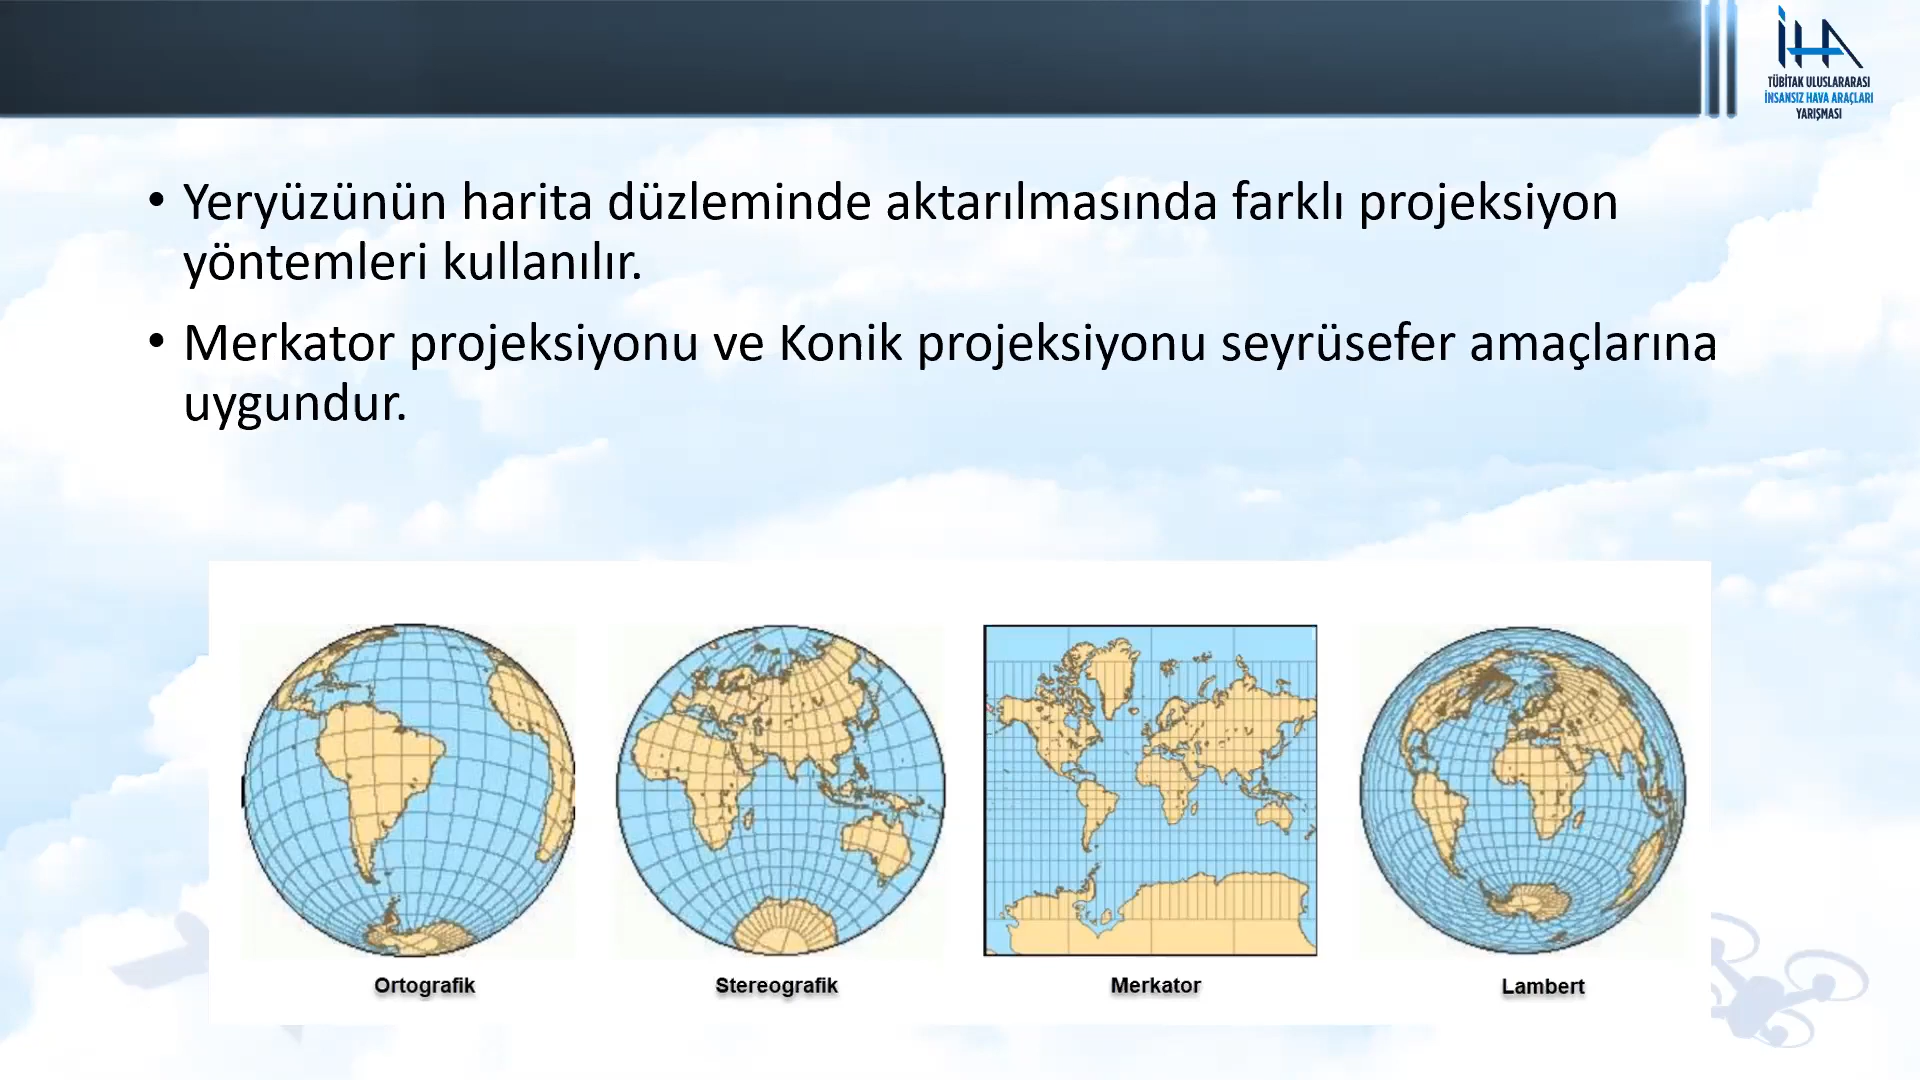 İHA
TÜBİTAK ULUSLARARASI
İNSANSIZ HAVA ARAÇLARI
YARIŞMASI
• Yeryüzünün harita düzleminde aktarılmasında farklı projeksiyon
yöntemleri kullanılır.
• Merkator projeksiyonu ve Konik projeksiyonu seyrüsefer amaçlarına
uygundur.
Ortografik
Stereografik
Merkator
Lambert